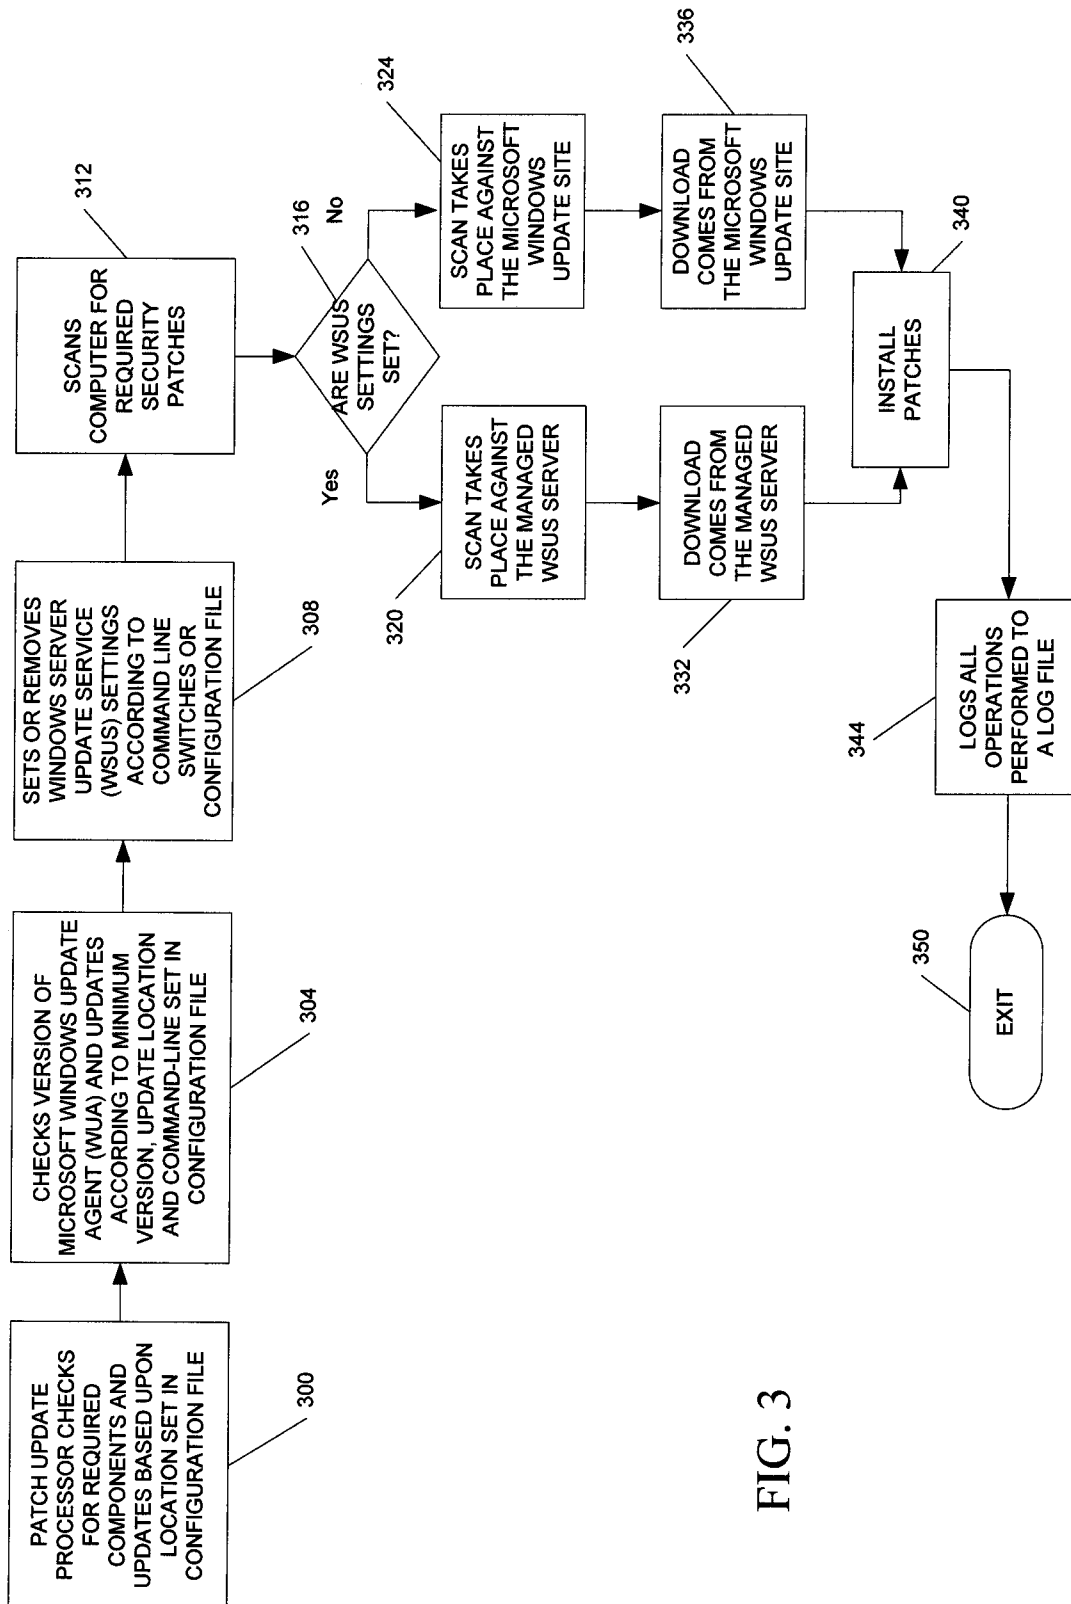 PATCH UPDATE
PROCESSOR CHECKS
FOR REQUIRED
COMPONENTS AND
UPDATES BASED UPON
LOCATION SET IN
CONFIGURATION FILE
300
CHECKS VERSION OF
MICROSOFT WINDOWS UPDATE
AGENT (WUA) AND UPDATES
ACCORDING TO MINIMUM
VERSION, UPDATE LOCATION
AND COMMAND-LINE SET IN
CONFIGURATION FILE
304
SETS OR REMOVES
WINDOWS SERVER
UPDATE SERVICE
(WSUS) SETTINGS
ACCORDING TO
COMMAND LINE
SWITCHES OR
CONFIGURATION FILE
308
SCANS
COMPUTER FOR
REQUIRED
SECURITY
PATCHES
312
ARE WSUS
SETTINGS
SET?
316
Yes
No
SCAN TAKES
PLACE AGAINST
THE MANAGED
WSUS SERVER
320
SCAN TAKES
PLACE AGAINST
THE MICROSOFT
WINDOWS
UPDATE SITE
324
DOWNLOAD
COMES FROM
THE MANAGED
WSUS SERVER
332
DOWNLOAD
COMES FROM
THE MICROSOFT
WINDOWS
UPDATE SITE
336
INSTALL
PATCHES
340
LOGS ALL
OPERATIONS
PERFORMED TO
A LOG FILE
344
EXIT
350
FIG. 3